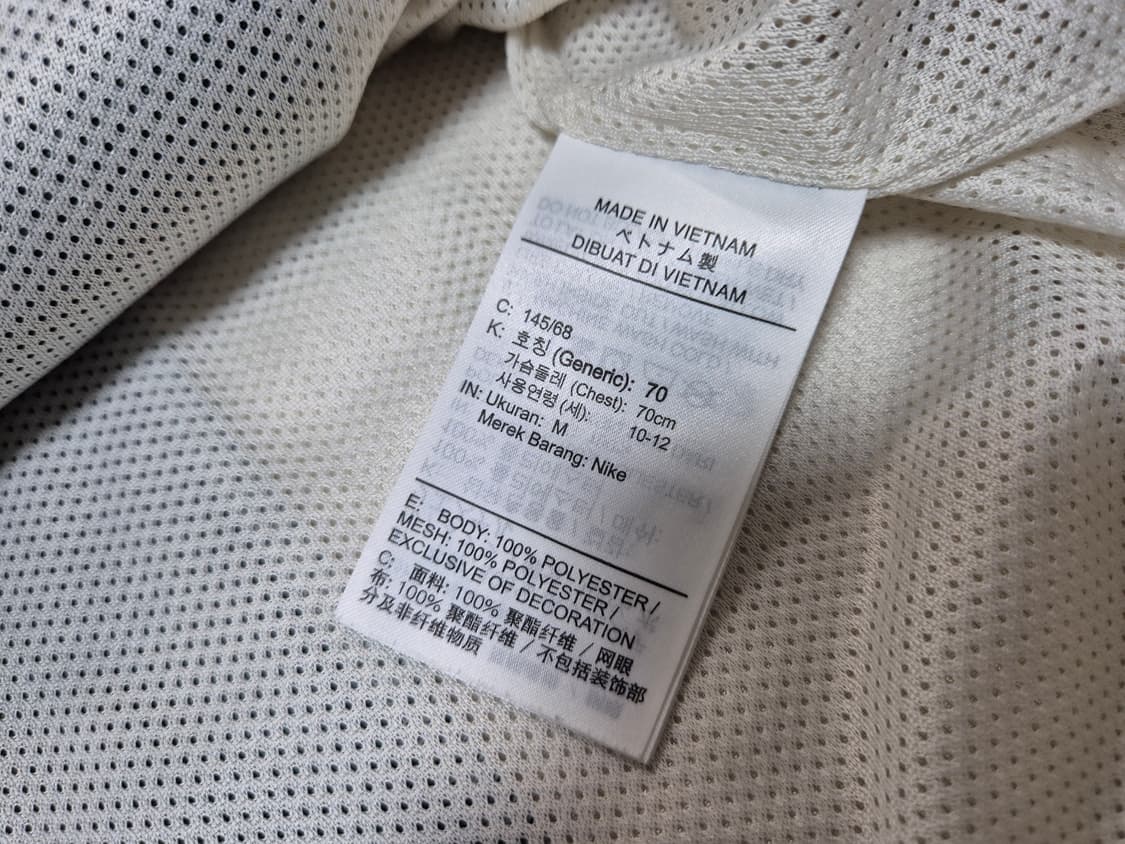 MADE IN VIETNAM
ベトナム製
DIBUAT DI VIETNAM
C: 145/68
K: 호칭 (Generic): 70
가슴둘레 (Chest): 70cm
사용연령 (세): 10-12
IN: Ukuran: M
Merek Barang: Nike
E: BODY: 100% POLYESTER /
MESH: 100% POLYESTER /
EXCLUSIVE OF DECORATION
C: 面料: 100% 聚酯纤维 / 网眼
布: 100% 聚酯纤维 / 不包括装饰部
分及非纤维物质